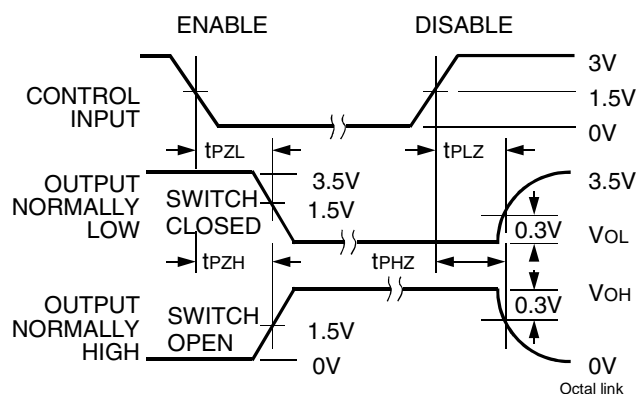 ENABLE
DISABLE
CONTROL
INPUT
3V
1.5V
0V
tPZL
tPLZ
OUTPUT
NORMALLY
LOW
SWITCH
CLOSED
3.5V
1.5V
3.5V
0.3V
VOL
tPZH
tPHZ
OUTPUT
NORMALLY
HIGH
SWITCH
OPEN
1.5V
0V
0.3V
VOH
0V
Octal link